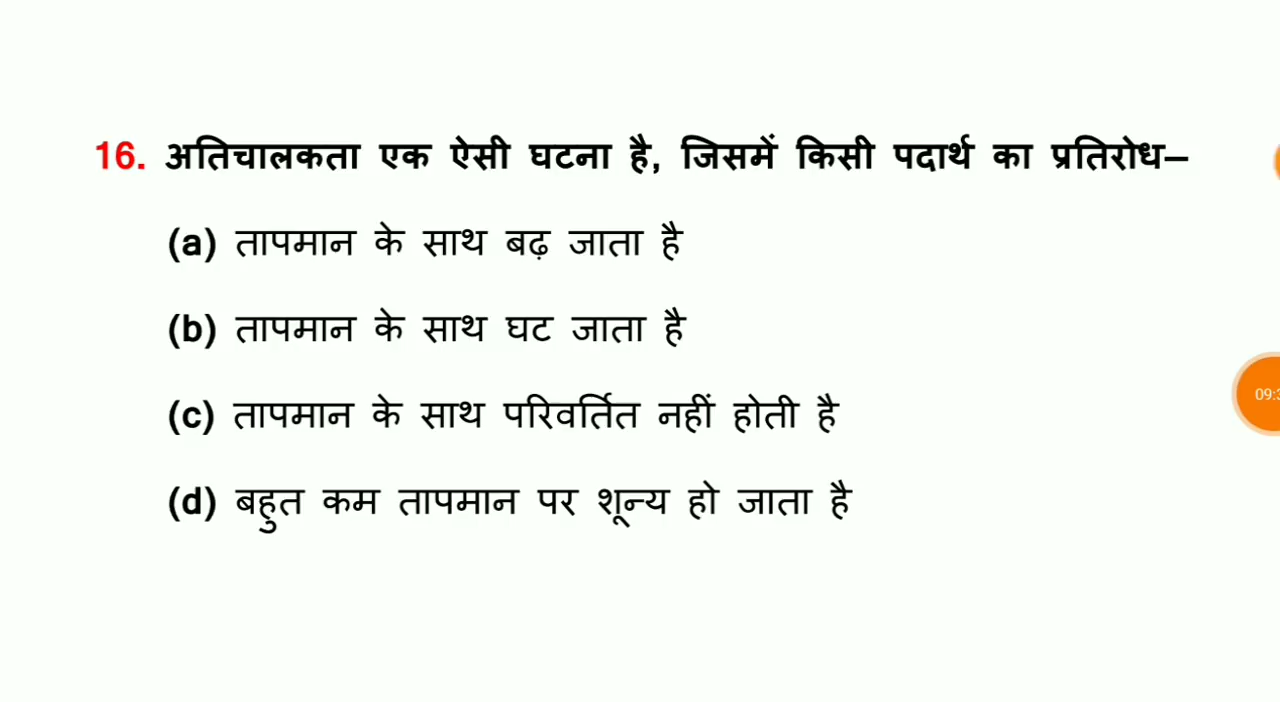 16. अतिचालकता एक ऐसी घटना है, जिसमें किसी पदार्थ का प्रतिरोध–
(a) तापमान के साथ बढ़ जाता है
(b) तापमान के साथ घट जाता है
(c) तापमान के साथ परिवर्तित नहीं होती है
(d) बहुत कम तापमान पर शून्य हो जाता है